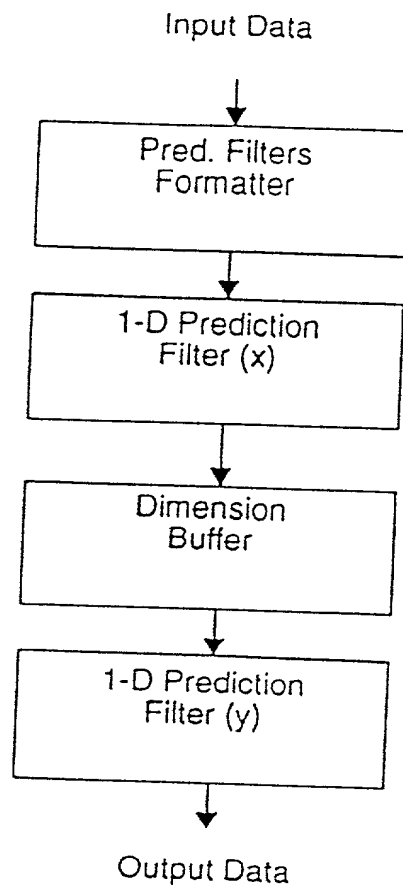 Input Data
Pred. Filters
Formatter
1-D Prediction
Filter (x)
Dimension
Buffer
1-D Prediction
Filter (y)
Output Data